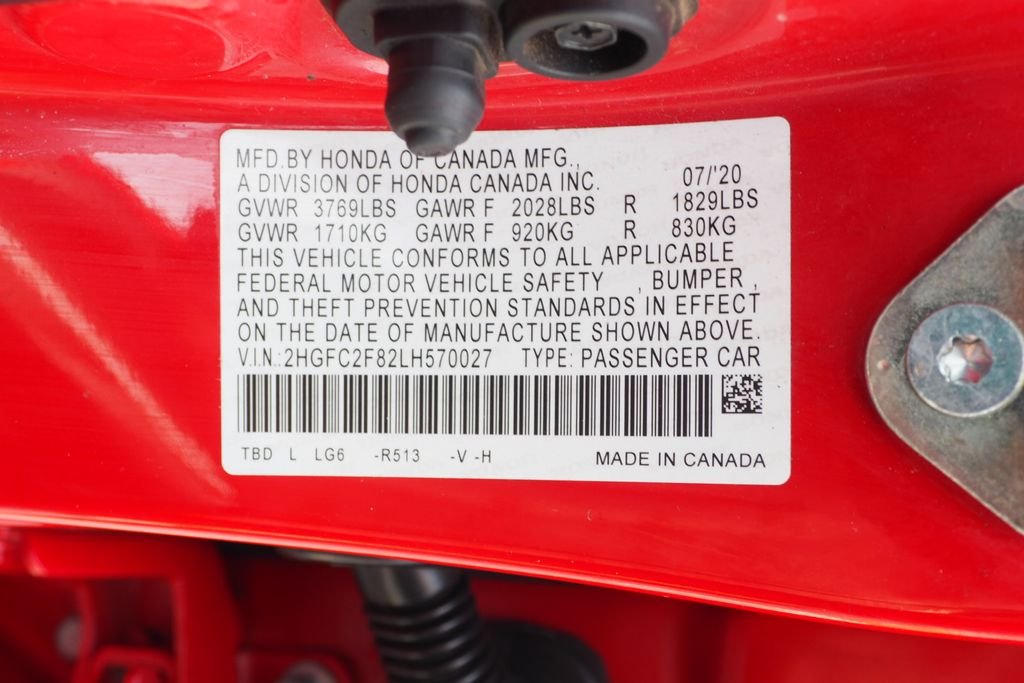 MFD.BY HONDA OF CANADA MFG.,
A DIVISION OF HONDA CANADA INC. 07/'20
GVWR 3769LBS GAWR F 2028LBS R 1829LBS
GVWR 1710KG GAWR F 920KG R 830KG
THIS VEHICLE CONFORMS TO ALL APPLICABLE
FEDERAL MOTOR VEHICLE SAFETY , BUMPER ,
AND THEFT PREVENTION STANDARDS IN EFFECT
ON THE DATE OF MANUFACTURE SHOWN ABOVE.
V.I.N.:2HGFC2F82LH570027 TYPE: PASSENGER CAR
TBD L LG6 -R513 -V -H MADE IN CANADA